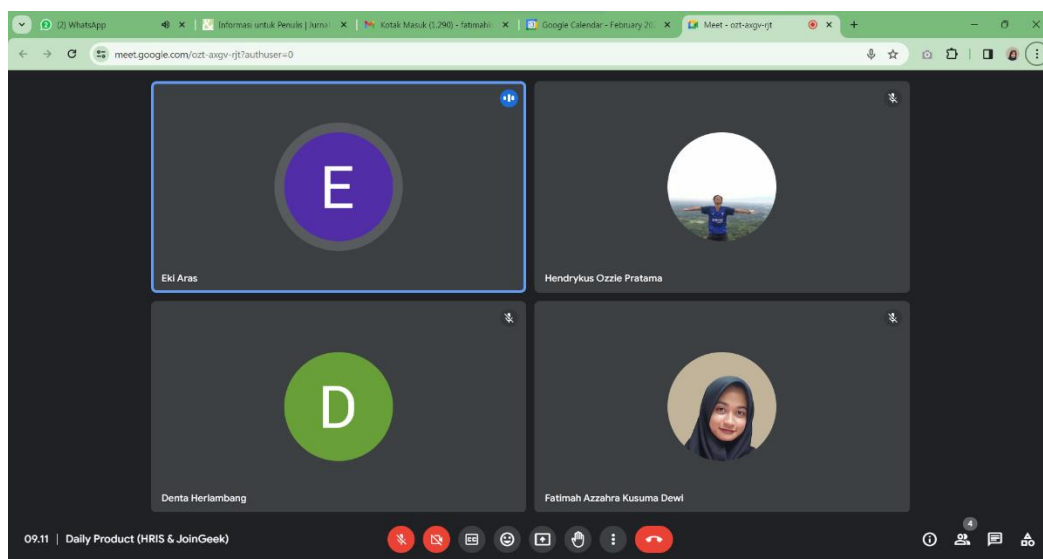 (2) WhatsApp
Informasi untuk Penulis | Jurnal
Kotak Masuk (1.290) - fatimahli
Google Calendar - February 20
Meet - ozt-axgv-rjt
meet.google.com/ozt-axgv-rjt?authuser=0
E
Eki Aras
Hendrykus Ozzie Pratama
D
Denta Herlambang
Fatimah Azzahra Kusuma Dewi
09.11 | Daily Product (HRIS & JoinGeek)
4